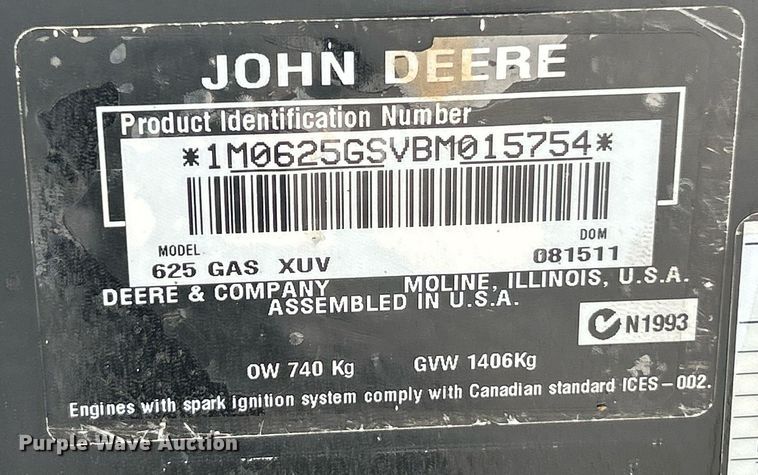 JOHN DEERE
Product Identification Number
*1M0625GSVBM015754*
MODEL DOM
625 GAS XUV 081511
DEERE & COMPANY MOLINE, ILLINOIS, U.S.A.
ASSEMBLED IN U.S.A.
N1993
OW 740 Kg GVW 1406Kg
Engines with spark ignition system comply with Canadian standard ICES-002.
Purple Wave Auction